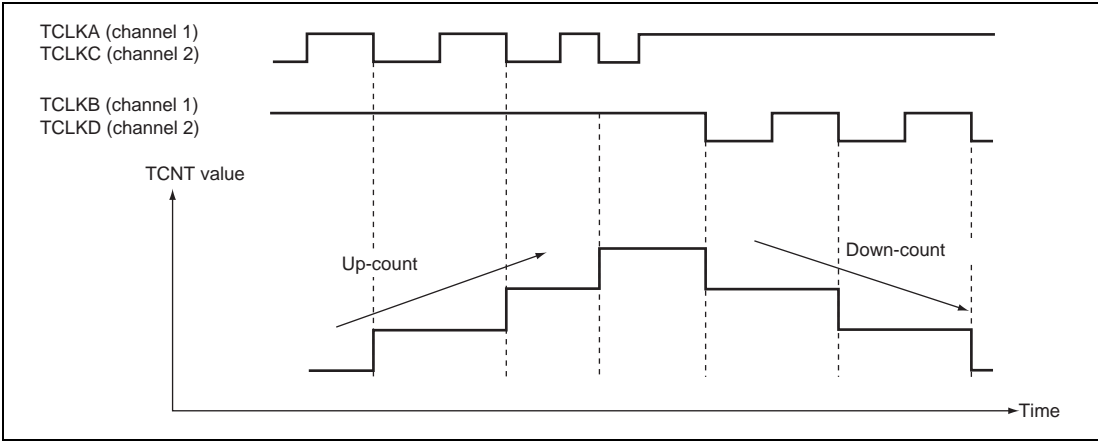 TCLKA (channel 1)
TCLKC (channel 2)
TCLKB (channel 1)
TCLKD (channel 2)
TCNT value
Up-count
Down-count
Time